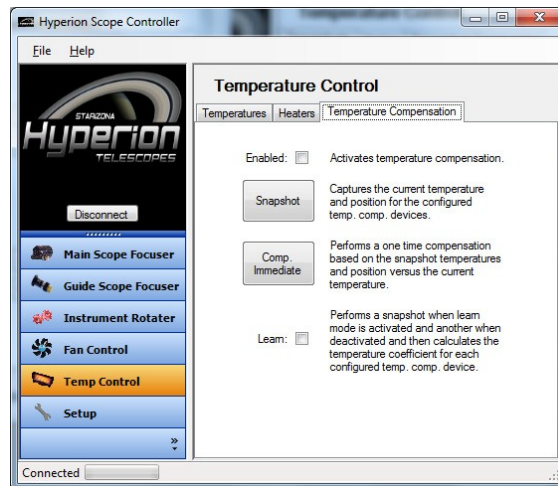 Hyperion Scope Controller
File Help
STARIZONA
Hyperion
TELESCOPES
Disconnect
Main Scope Focuser
Guide Scope Focuser
Instrument Rotater
Fan Control
Temp Control
Setup
Temperature Control
Temperatures Heaters Temperature Compensation
Enabled: Activates temperature compensation.
Snapshot
Captures the current temperature
and position for the configured
temp. comp. devices.
Comp.
Immediate
Performs a one time compensation
based on the snapshot temperatures
and position versus the current
temperature.
Learn:
Performs a snapshot when learn
mode is activated and another when
deactivated and then calculates the
temperature coefficient for each
configured temp. comp. device.
Connected